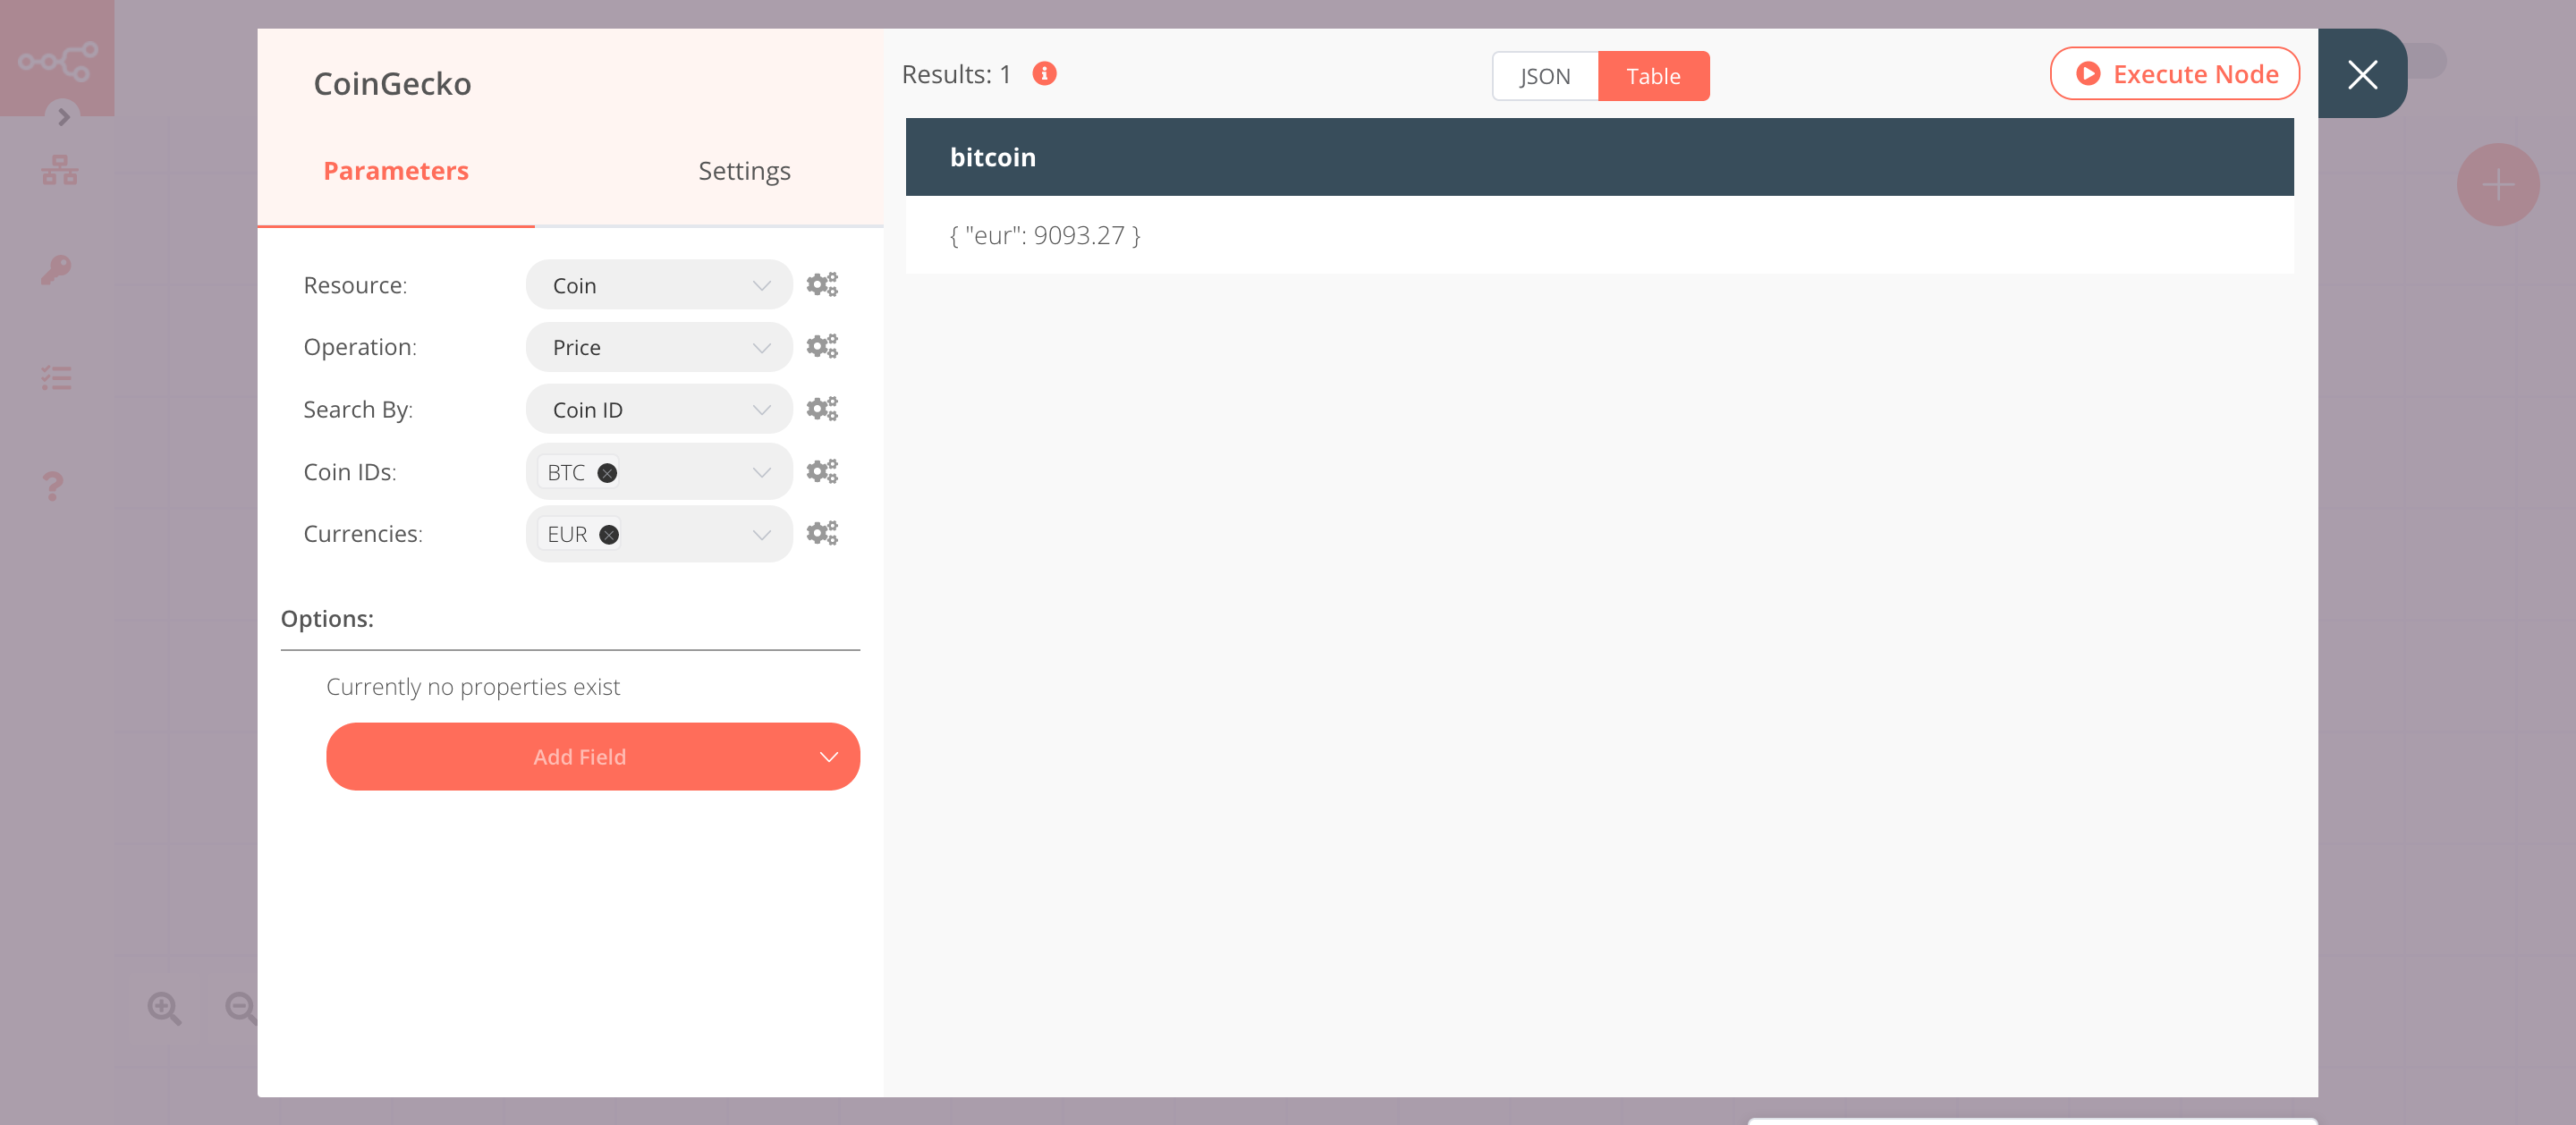 CoinGecko
Parameters
Settings
Resource:
Coin
Operation:
Price
Search By:
Coin ID
Coin IDs:
BTC
Currencies:
EUR
Options:
Currently no properties exist
Add Field
Results: 1
JSON
Table
Execute Node
bitcoin
{ "eur": 9093.27 }